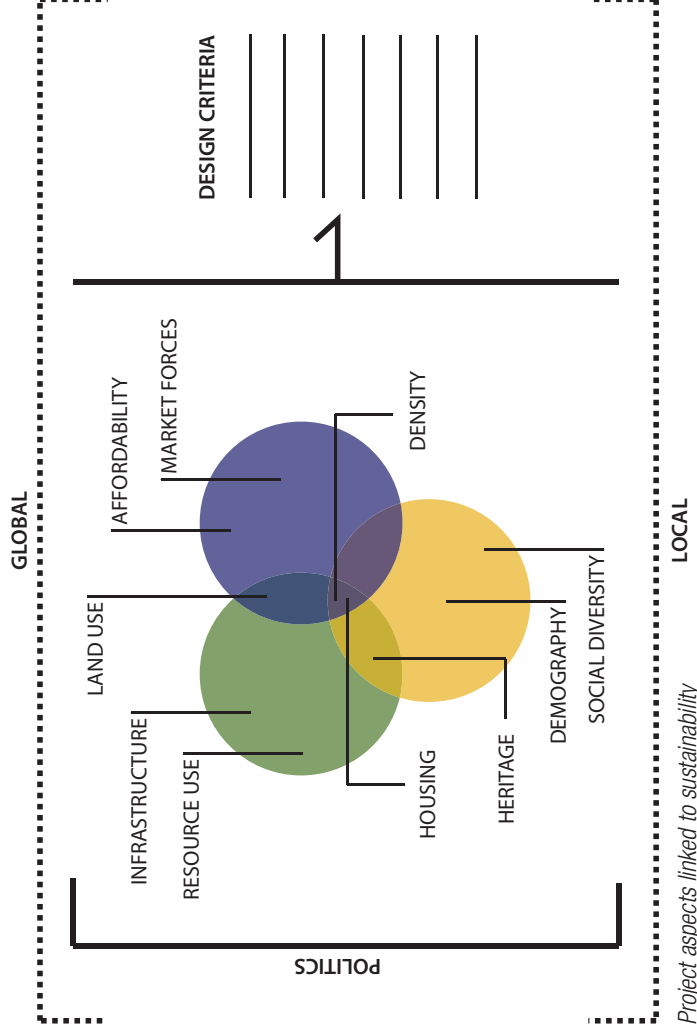 GLOBAL
DESIGN CRITERIA
AFFORDABILITY
MARKET FORCES
LAND USE
INFRASTRUCTURE
RESOURCE USE
DENSITY
HOUSING
HERITAGE
DEMOGRAPHY
SOCIAL DIVERSITY
POLITICS
LOCAL
Project aspects linked to sustainability